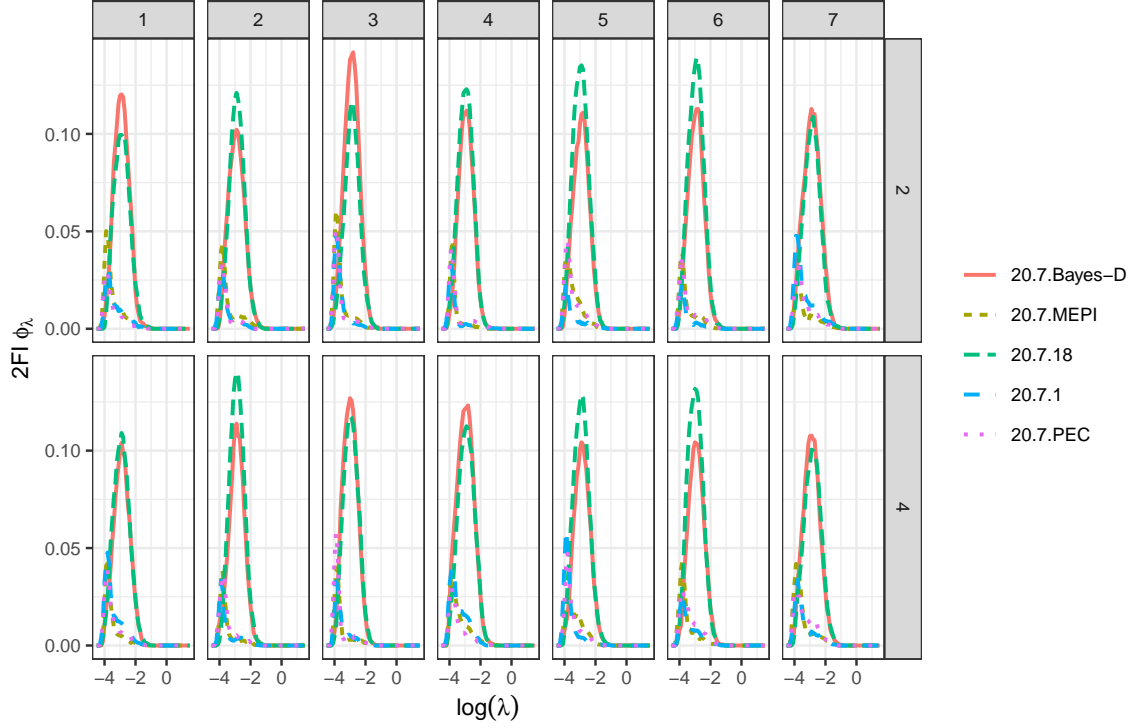 1 2 3 4 5 6 7
2FI ϕλ
0.10
0.05
0.00
2
0.10
0.05
0.00
4
−4 −2 0 −4 −2 0 −4 −2 0 −4 −2 0 −4 −2 0 −4 −2 0 −4 −2 0
log(λ)
20.7.Bayes−D
20.7.MEPI
20.7.18
20.7.1
20.7.PEC